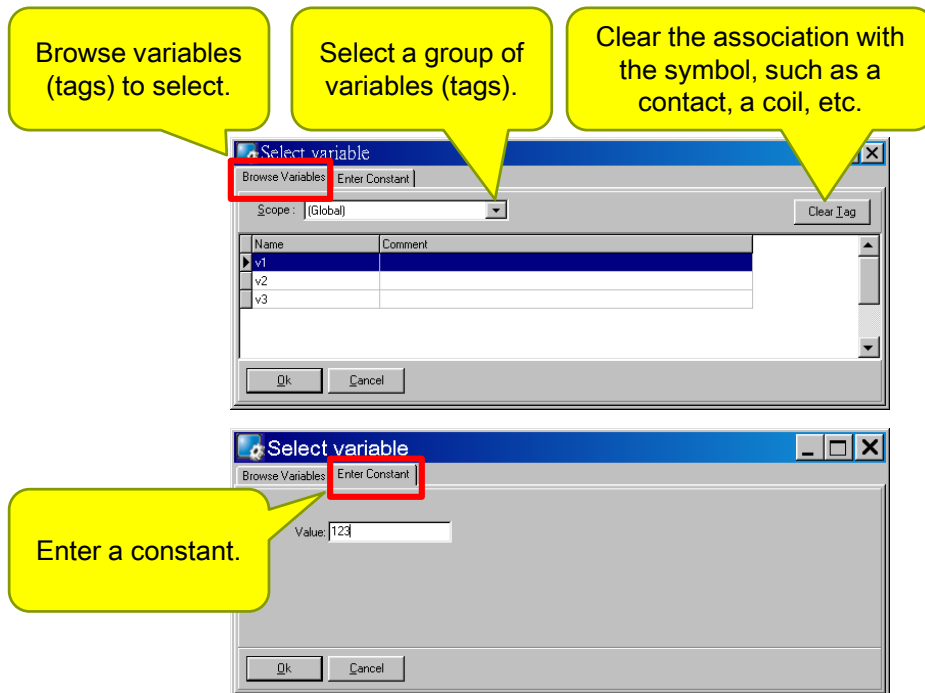 Browse variables
(tags) to select.
Select a group of
variables (tags).
Clear the association with
the symbol, such as a
contact, a coil, etc.
Select variable
Browse Variables Enter Constant
Scope : (Global) Clear Tag
Name Comment
v1
v2
v3
Ok Cancel
Select variable
Browse Variables Enter Constant
Value: 123
Enter a constant.
Ok Cancel